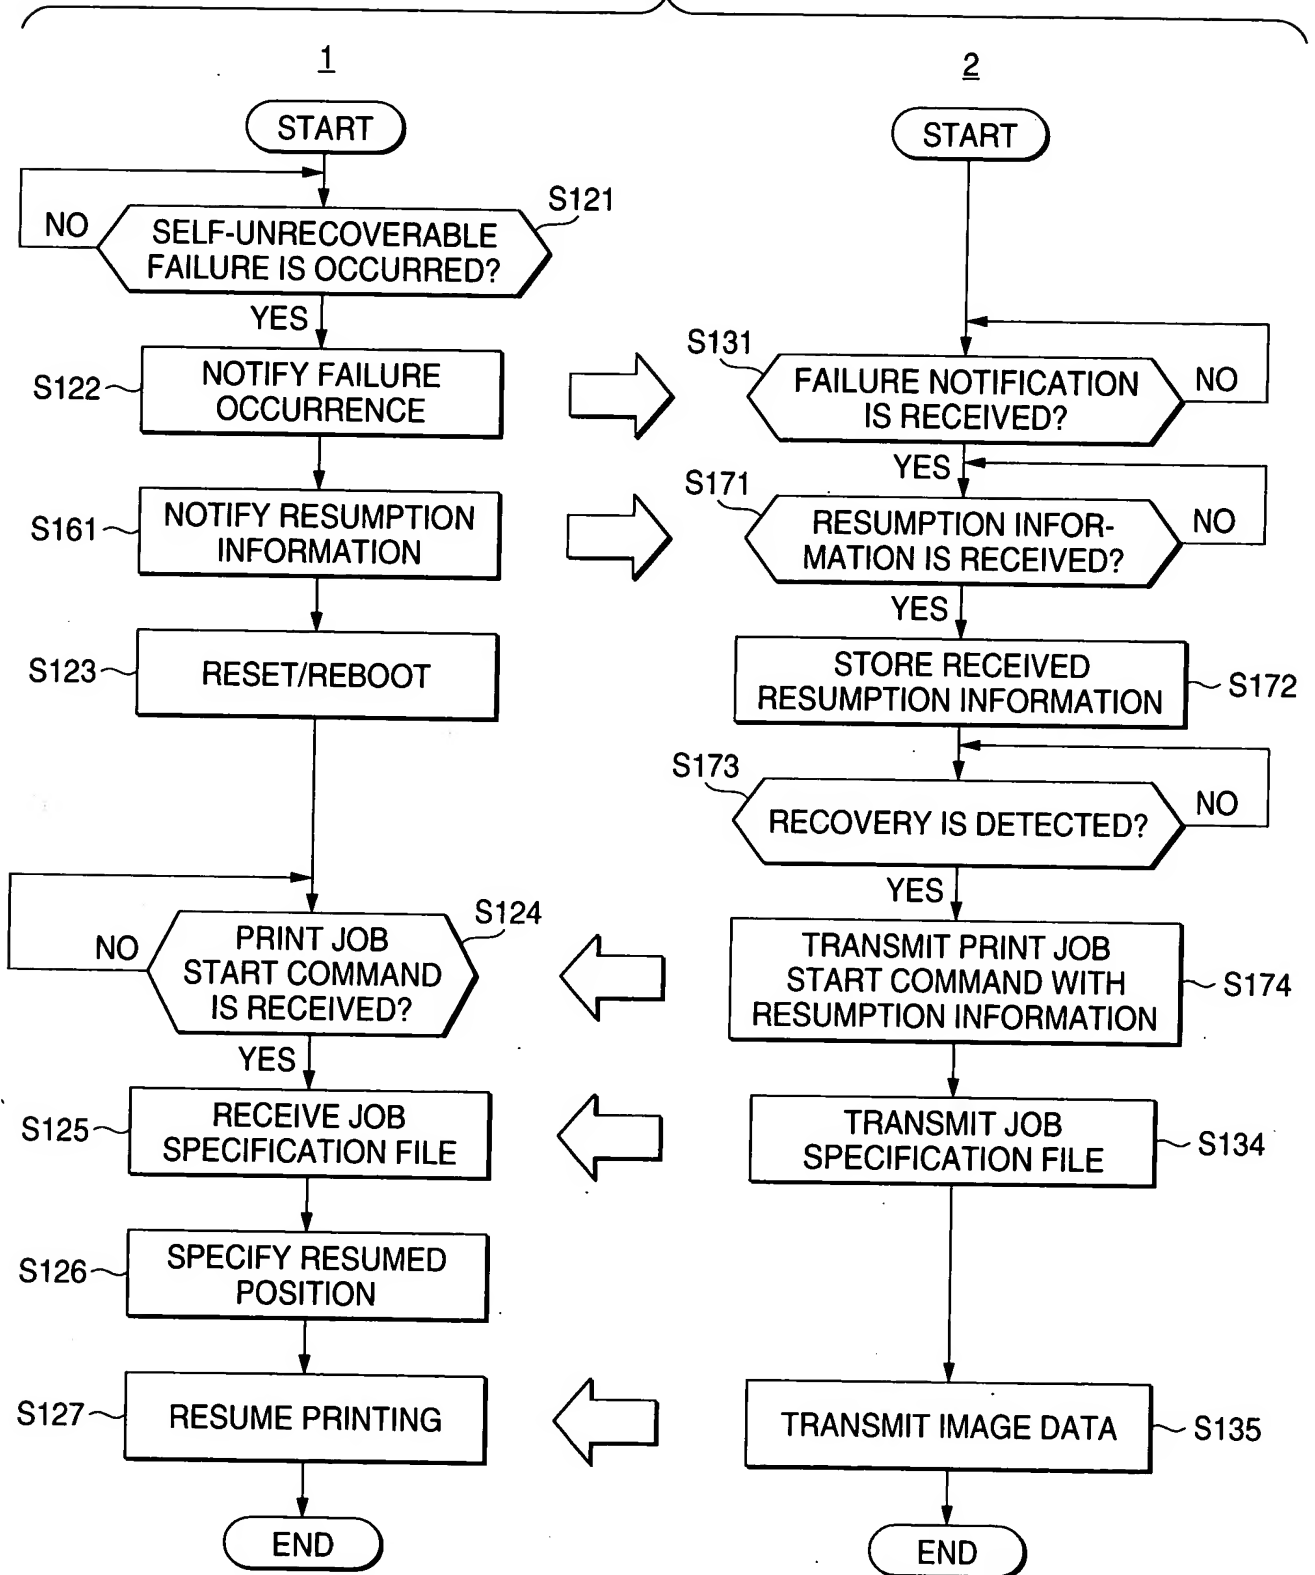 1
START
S121
NO
SELF-UNRECOVERABLE
FAILURE IS OCCURRED?
YES
S122
NOTIFY FAILURE
OCCURRENCE
S161
NOTIFY RESUMPTION
INFORMATION
S123
RESET/REBOOT
S124
NO
PRINT JOB
START COMMAND
IS RECEIVED?
YES
S125
RECEIVE JOB
SPECIFICATION FILE
S126
SPECIFY RESUMED
POSITION
S127
RESUME PRINTING
END
2
START
S131
FAILURE NOTIFICATION
IS RECEIVED?
NO
YES
S171
RESUMPTION INFOR-
MATION IS RECEIVED?
NO
YES
STORE RECEIVED
RESUMPTION INFORMATION
S172
S173
RECOVERY IS DETECTED?
NO
YES
TRANSMIT PRINT JOB
START COMMAND WITH
RESUMPTION INFORMATION
S174
TRANSMIT JOB
SPECIFICATION FILE
S134
TRANSMIT IMAGE DATA
S135
END